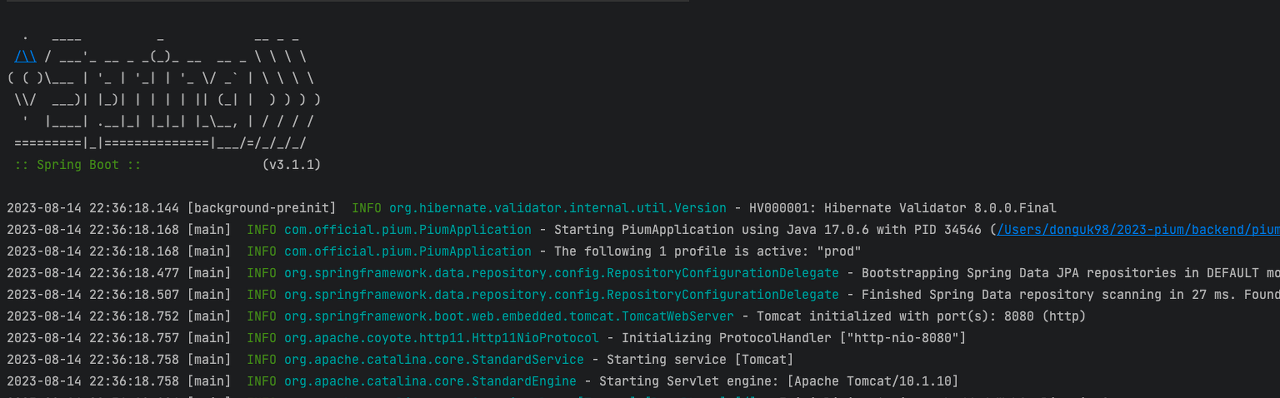 .   ____          _            __ _ _
 /\\ / ___'_ __ _ _(_)_ __  __ _ \ \ \ \
( ( )\___ | '_ | '_| | '_ \/ _` | \ \ \ \
 \\/  ___)| |_)| | | | | || (_| |  ) ) ) )
  '  |____| .__|_| |_|_| |_\__, | / / / /
 =========|_|==============|___/=/_/_/_/
 :: Spring Boot ::                (v3.1.1)
2023-08-14 22:36:18.144 [background-preinit]  INFO org.hibernate.validator.internal.util.Version - HV000001: Hibernate Validator 8.0.0.Final
2023-08-14 22:36:18.168 [main]  INFO com.official.pium.PiumApplication - Starting PiumApplication using Java 17.0.6 with PID 34546 (/Users/donguk98/2023-pium/backend/pium
2023-08-14 22:36:18.168 [main]  INFO com.official.pium.PiumApplication - The following 1 profile is active: "prod"
2023-08-14 22:36:18.477 [main]  INFO org.springframework.data.repository.config.RepositoryConfigurationDelegate - Bootstrapping Spring Data JPA repositories in DEFAULT mo
2023-08-14 22:36:18.507 [main]  INFO org.springframework.data.repository.config.RepositoryConfigurationDelegate - Finished Spring Data repository scanning in 27 ms. Found
2023-08-14 22:36:18.752 [main]  INFO org.springframework.boot.web.embedded.tomcat.TomcatWebServer - Tomcat initialized with port(s): 8080 (http)
2023-08-14 22:36:18.757 [main]  INFO org.apache.coyote.http11.Http11NioProtocol - Initializing ProtocolHandler ["http-nio-8080"]
2023-08-14 22:36:18.758 [main]  INFO org.apache.catalina.core.StandardService - Starting service [Tomcat]
2023-08-14 22:36:18.758 [main]  INFO org.apache.catalina.core.StandardEngine - Starting Servlet engine: [Apache Tomcat/10.1.10]